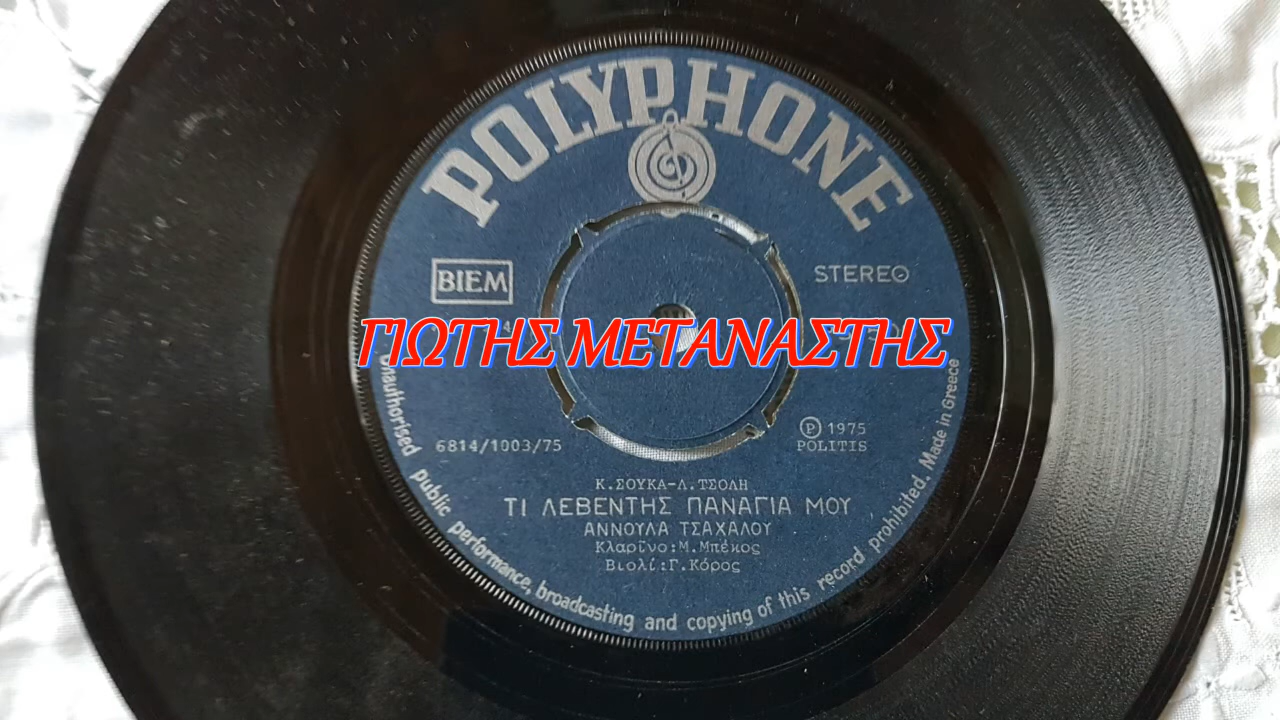 POLYPHONE
BIEM
STEREO
ΓΙΩΤΗΣ ΜΕΤΑΝΑΣΤΗΣ
6814/1003/75
Ⓟ 1975
POLITIS
Κ.ΣΟΥΚΑ-Λ.ΤΣΟΛΗ
ΤΙ ΛΕΒΕΝΤΗΣ ΠΑΝΑΓΙΑ ΜΟΥ
ΑΝΝΟΥΛΑ ΤΣΑΧΑΛΟΥ
Κλαρίνο:Μ.Μπέκος
Βιολί:Γ.Κόρος
Unauthorised public performance, broadcasting and copying of this record prohibited. Made in Greece